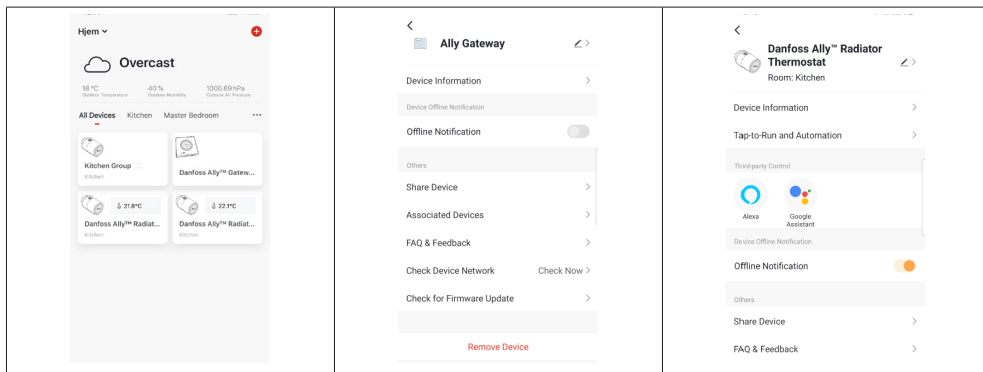 Hjem
Overcast
18 °C
40 %
1000.89 hPa
Outdoor Temperature
Outdoor Humidity
Outdoor Air Pressure
All Devices
Kitchen
Master Bedroom
...
Kitchen Group
Kitchen
Danfoss Ally™ Gatew...
21.8°C
Danfoss Ally™ Radiat...
Kitchen
22.1°C
Danfoss Ally™ Radiat...
Kitchen
Ally Gateway
Device Information
Device Offline Notification
Offline Notification
Others
Share Device
Associated Devices
FAQ & Feedback
Check Device Network Check Now
Check for Firmware Update
Remove Device
Danfoss Ally™ Radiator
Thermostat
Room: Kitchen
Device Information
Tap-to-Run and Automation
Third-party Control
Alexa
Google
Assistant
Device Offline Notification
Offline Notification
Others
Share Device
FAQ & Feedback